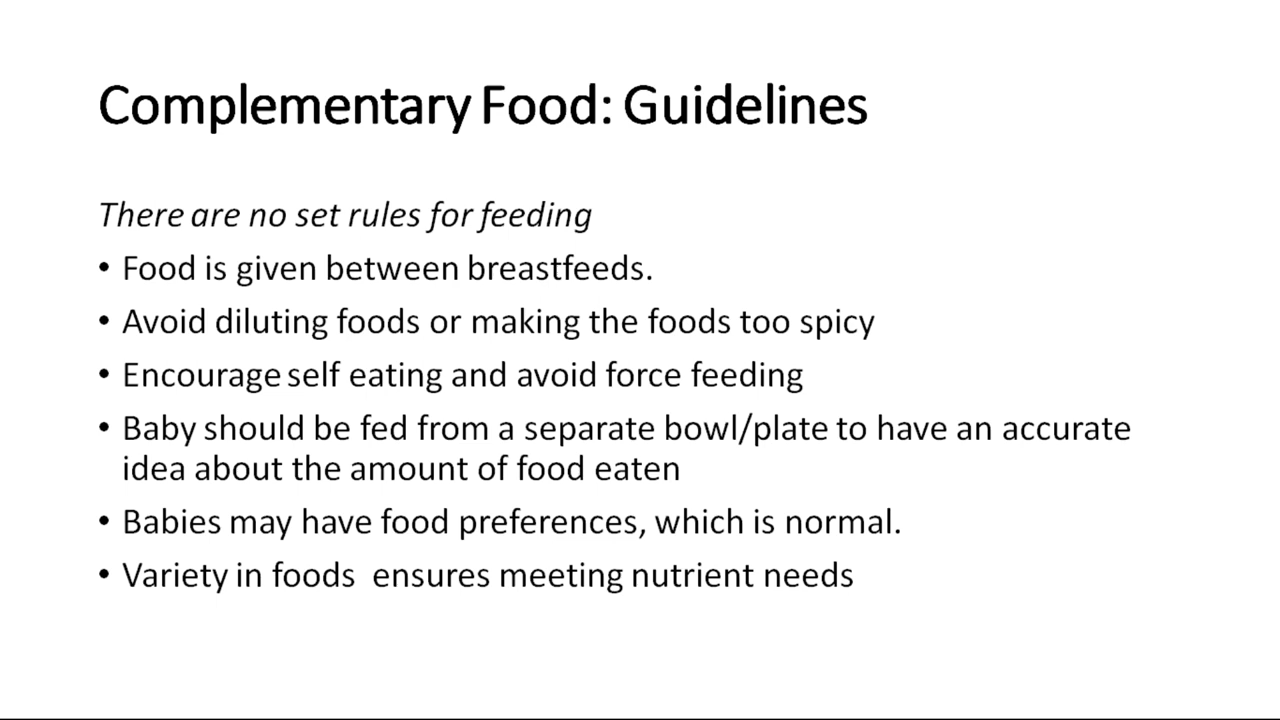 Complementary Food: Guidelines
There are no set rules for feeding
• Food is given between breastfeeds.
• Avoid diluting foods or making the foods too spicy
• Encourage self eating and avoid force feeding
• Baby should be fed from a separate bowl/plate to have an accurate
idea about the amount of food eaten
• Babies may have food preferences, which is normal.
• Variety in foods  ensures meeting nutrient needs